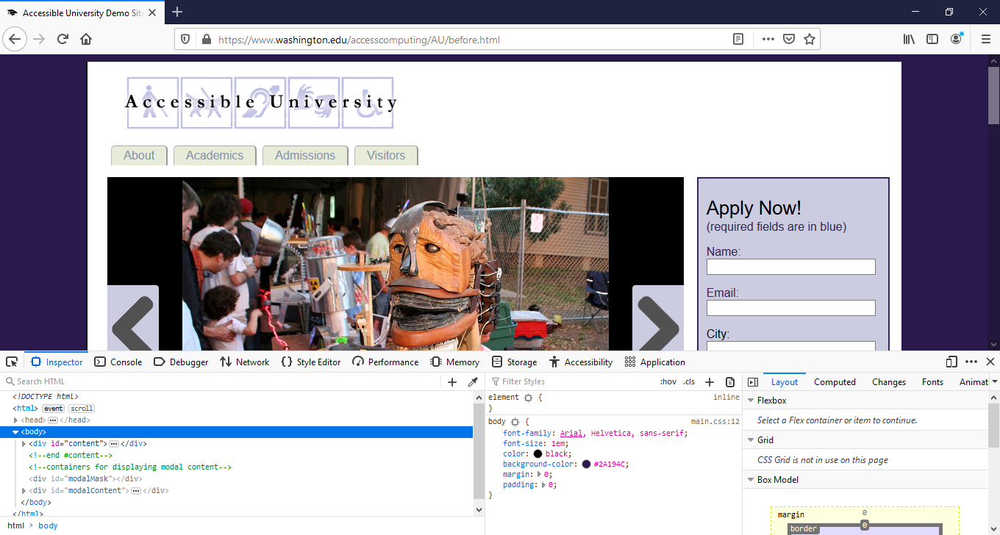 Accessible University Demo Sit
https://www.washington.edu/accesscomputing/AU/before.html
Accessible University
About Academics Admissions Visitors
Apply Now!
(required fields are in blue)
Name:
Email:
City:
Inspector Console Debugger Network Style Editor Performance Memory Storage Accessibility Application
Search HTML
Filter Styles :hov .cls
Layout Computed Changes Fonts Animat
<!DOCTYPE html>
<html> event scroll
<head> ••• </head>
<body>
<div id="content"> ••• </div>
<!--end #content-->
<!--containers for displaying modal content-->
<div id="modalMask"></div>
<div id="modalContent"> ••• </div>
</body>
</html>
html > body
element { inline
}
body { main.css:12
font-family: Arial, Helvetica, sans-serif;
font-size: 1em;
color: black;
background-color: #2A194C;
margin: 0;
padding: 0;
}
Flexbox
Select a Flex container or item to continue.
Grid
CSS Grid is not in use on this page
Box Model
margin 0
border 0